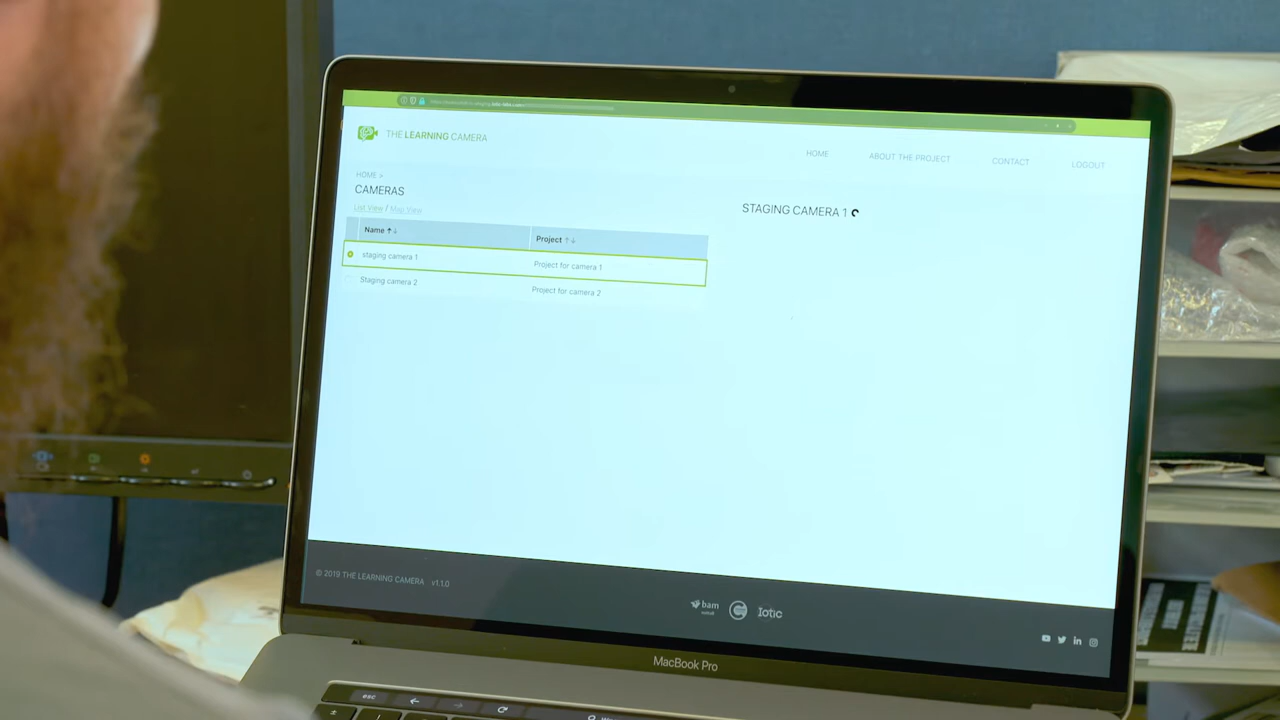 THE LEARNING CAMERA
HOME
ABOUT THE PROJECT
CONTACT
LOGOUT
HOME >
CAMERAS
List View / Map View
STAGING CAMERA 1
Name ↑↓
Project ↑↓
staging camera 1
Project for camera 1
Staging camera 2
Project for camera 2
© 2019 THE LEARNING CAMERA v1.1.0
bam
Iotic
MacBook Pro
esc